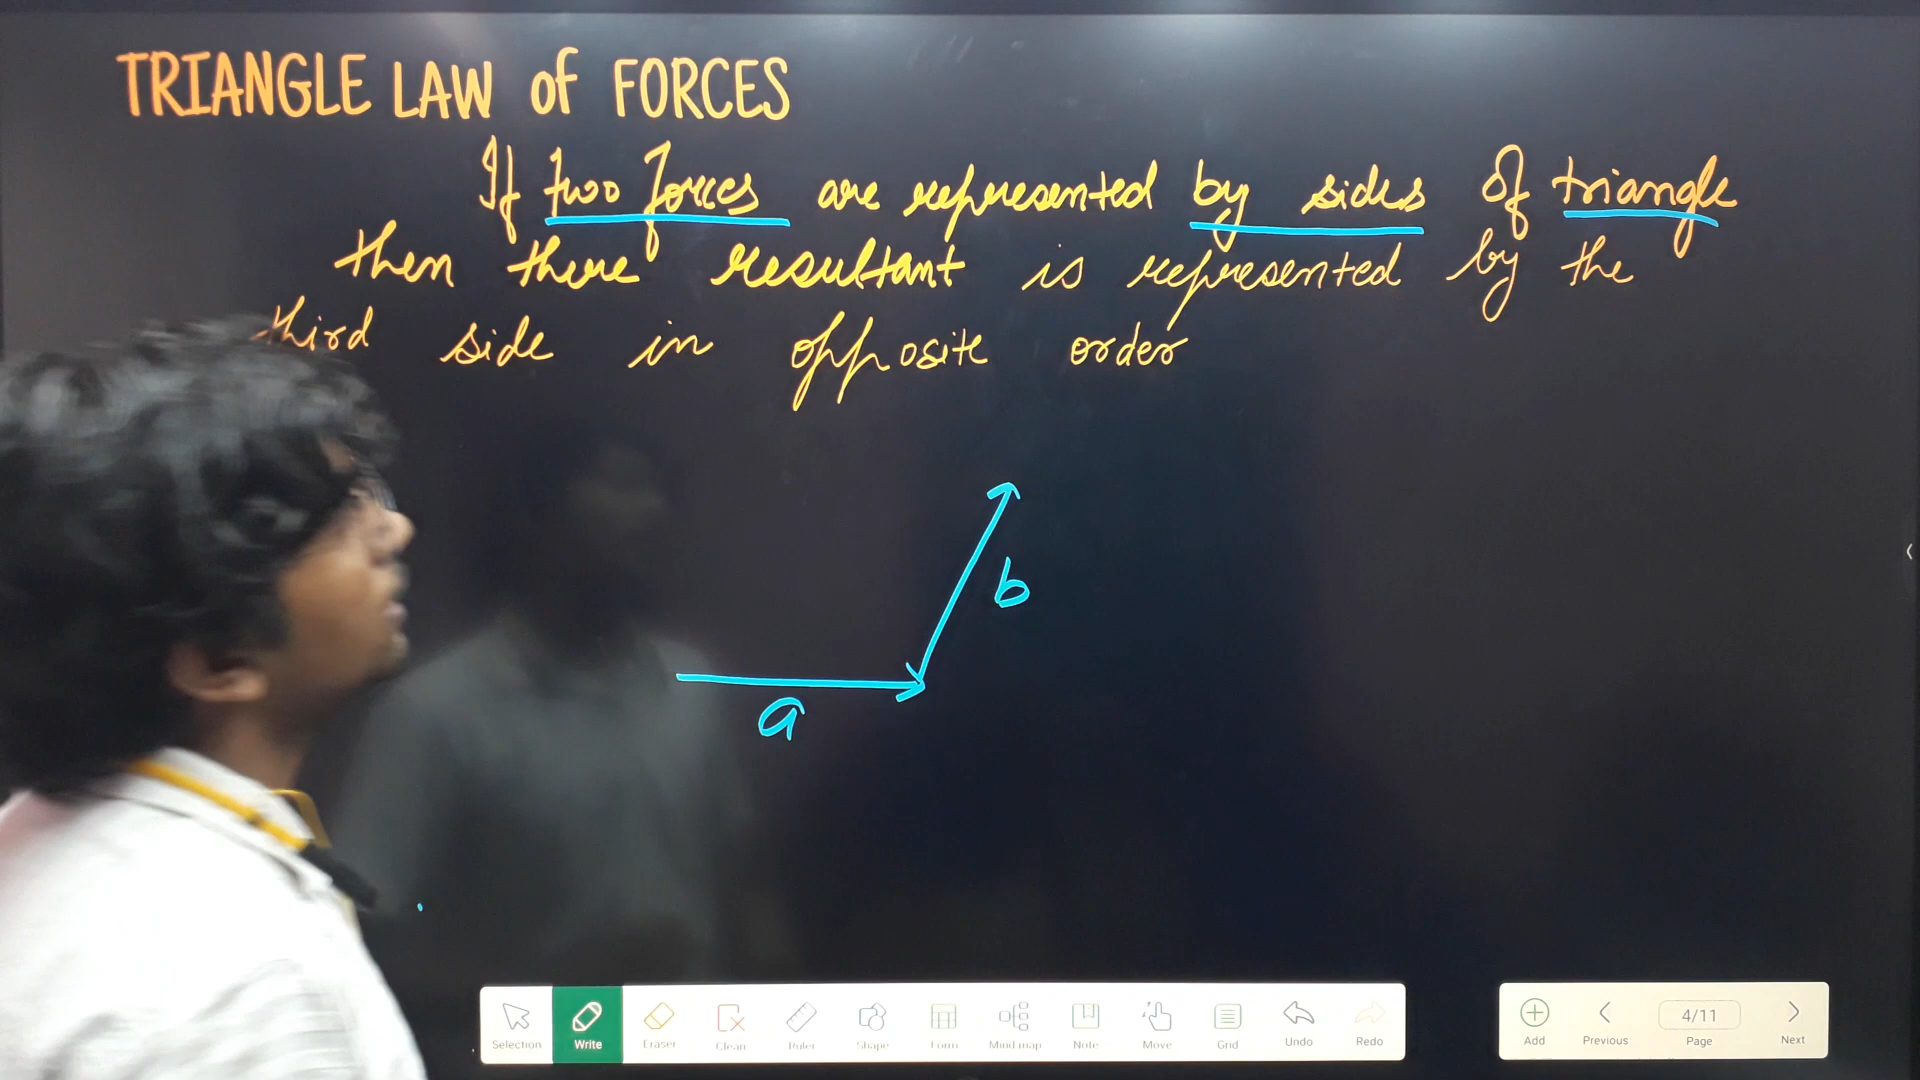 TRIANGLE LAW of FORCES
If two forces are represented by sides of triangle
then there resultant is represented by the
third side in opposite order
b
a
Selection Write Eraser Clean Ruler Shape Form Mind map Note Move Grid Undo Redo
Add Previous 4/11 Page Next